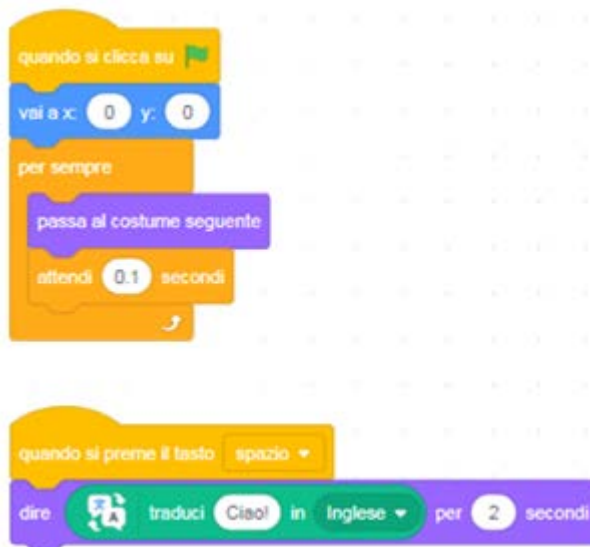 quando si clicca su
vai a x: 0 y: 0
per sempre
passa al costume seguente
attendi 0.1 secondi
quando si preme il tasto spazio
dire traduci Ciao! in Inglese per 2 secondi